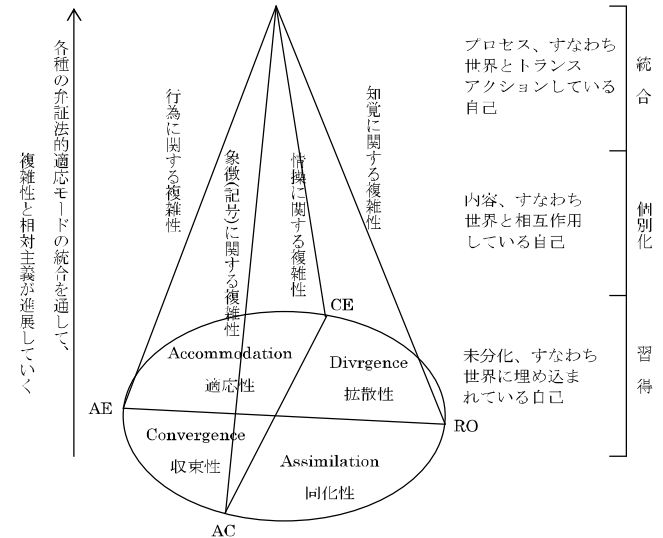 各種の弁証法的適応モードの統合を通して、
複雑性と相対主義が進展していく
行為に関する複雑性
象徴(記号)に関する複雑性
情操に関する複雑性
知覚に関する複雑性
プロセス、すなわち
世界とトランス
アクションしている
自己
統合
内容、すなわち
世界と相互作用
している自己
個別化
未分化、すなわち
世界に埋め込ま
れている自己
習得
CE
Accommodation
適応性
Divrgence
拡散性
AE
RO
Convergence
収束性
Assimilation
同化性
AC